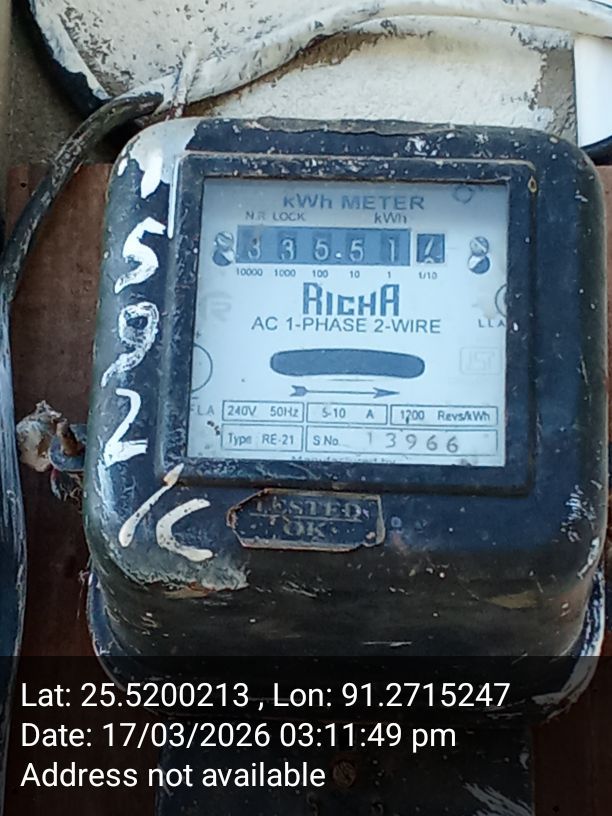 kWh METER
N.R. LOCK kWh
3 3 5.5 1
10000 1000 100 10 1 1/10
RICHA
AC 1-PHASE 2-WIRE
240V 50Hz 5-10 A 1200 Revs/kWh
Type RE-21 S No. 13966
TESTED
OK
592
Lat: 25.5200213 , Lon: 91.2715247
Date: 17/03/2026 03:11:49 pm
Address not available